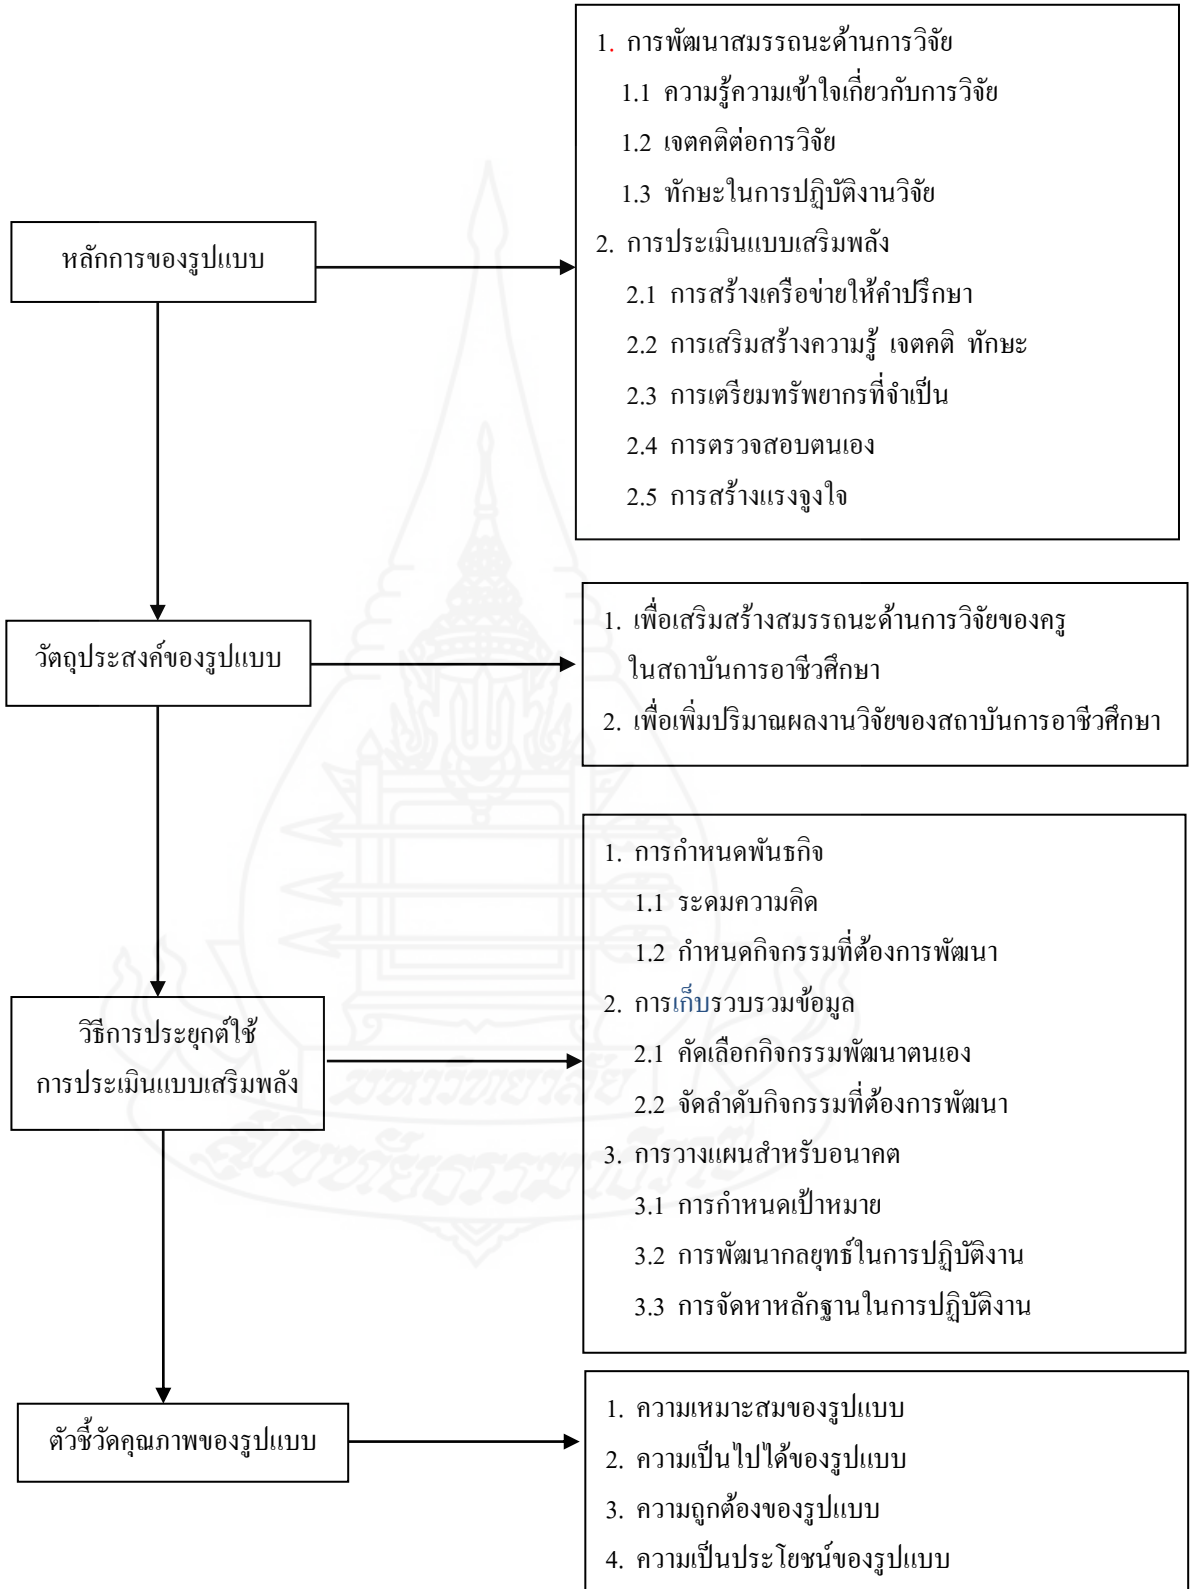 หลักการของรูปแบบ
1. การพัฒนาสมรรถนะด้านการวิจัย
1.1 ความรู้ความเข้าใจเกี่ยวกับการวิจัย
1.2 เจตคติต่อการวิจัย
1.3 ทักษะในการปฏิบัติงานวิจัย
2. การประเมินแบบเสริมพลัง
2.1 การสร้างเครือข่ายให้คำปรึกษา
2.2 การเสริมสร้างความรู้ เจตคติ ทักษะ
2.3 การเตรียมทรัพยากรที่จำเป็น
2.4 การตรวจสอบตนเอง
2.5 การสร้างแรงจูงใจ
วัตถุประสงค์ของรูปแบบ
1. เพื่อเสริมสร้างสมรรถนะด้านการวิจัยของครู
ในสถาบันการอาชีวศึกษา
2. เพื่อเพิ่มปริมาณผลงานวิจัยของสถาบันการอาชีวศึกษา
วิธีการประยุกต์ใช้
การประเมินแบบเสริมพลัง
1. การกำหนดพันธกิจ
1.1 ระดมความคิด
1.2 กำหนดกิจกรรมที่ต้องการพัฒนา
2. การเก็บรวบรวมข้อมูล
2.1 คัดเลือกกิจกรรมพัฒนาตนเอง
2.2 จัดลำดับกิจกรรมที่ต้องการพัฒนา
3. การวางแผนสำหรับอนาคต
3.1 การกำหนดเป้าหมาย
3.2 การพัฒนากลยุทธ์ในการปฏิบัติงาน
3.3 การจัดหาหลักฐานในการปฏิบัติงาน
ตัวชี้วัดคุณภาพของรูปแบบ
1. ความเหมาะสมของรูปแบบ
2. ความเป็นไปได้ของรูปแบบ
3. ความถูกต้องของรูปแบบ
4. ความเป็นประโยชน์ของรูปแบบ
มหาวิทยาลัย
สุโขทัยธรรมาธิราช